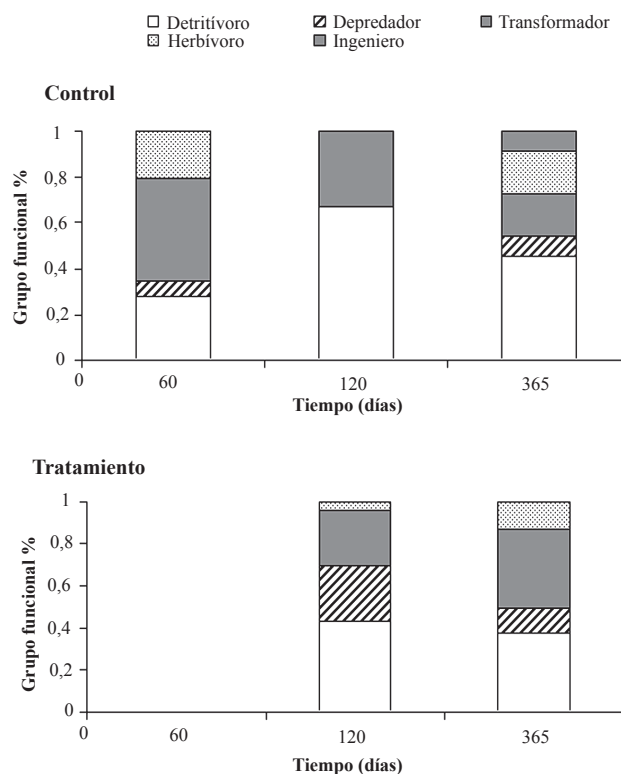 Detritívoro Depredador Transformador
Herbívoro Ingeniero
Control
Grupo funcional %
1
0,8
0,6
0,4
0,2
0
0 60 120 365
Tiempo (días)
Tratamiento
Grupo funcional %
1
0,8
0,6
0,4
0,2
0
0 60 120 365
Tiempo (días)